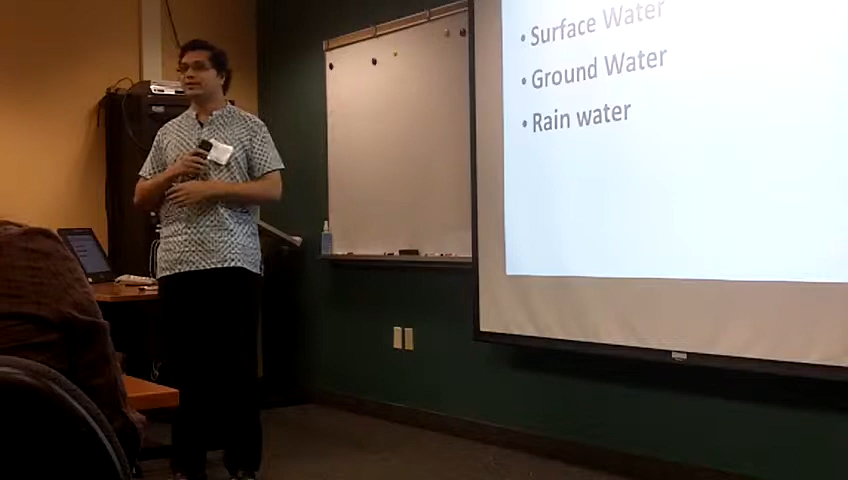 • Surface Water
• Ground Water
• Rain water